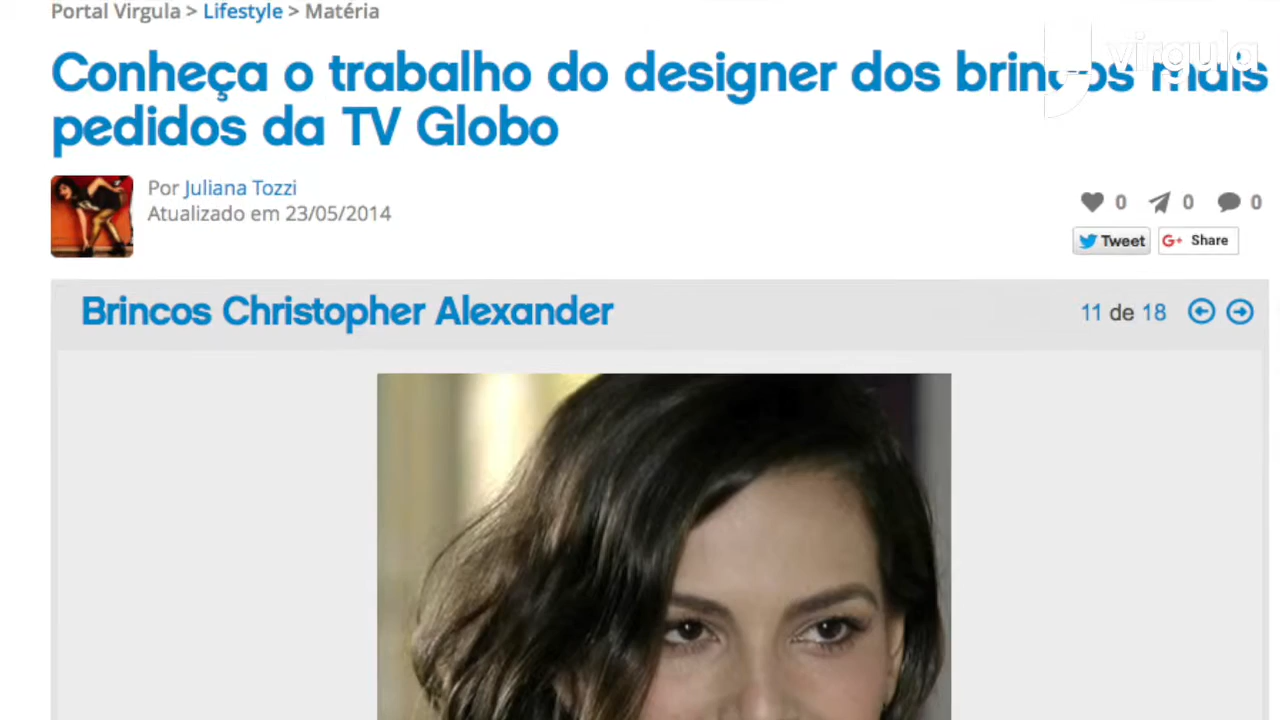 Portal Virgula > Lifestyle > Matéria
virgula
Conheça o trabalho do designer dos brincos mais
pedidos da TV Globo
Por Juliana Tozzi
Atualizado em 23/05/2014
0 0 0
Tweet G+ Share
Brincos Christopher Alexander
11 de 18